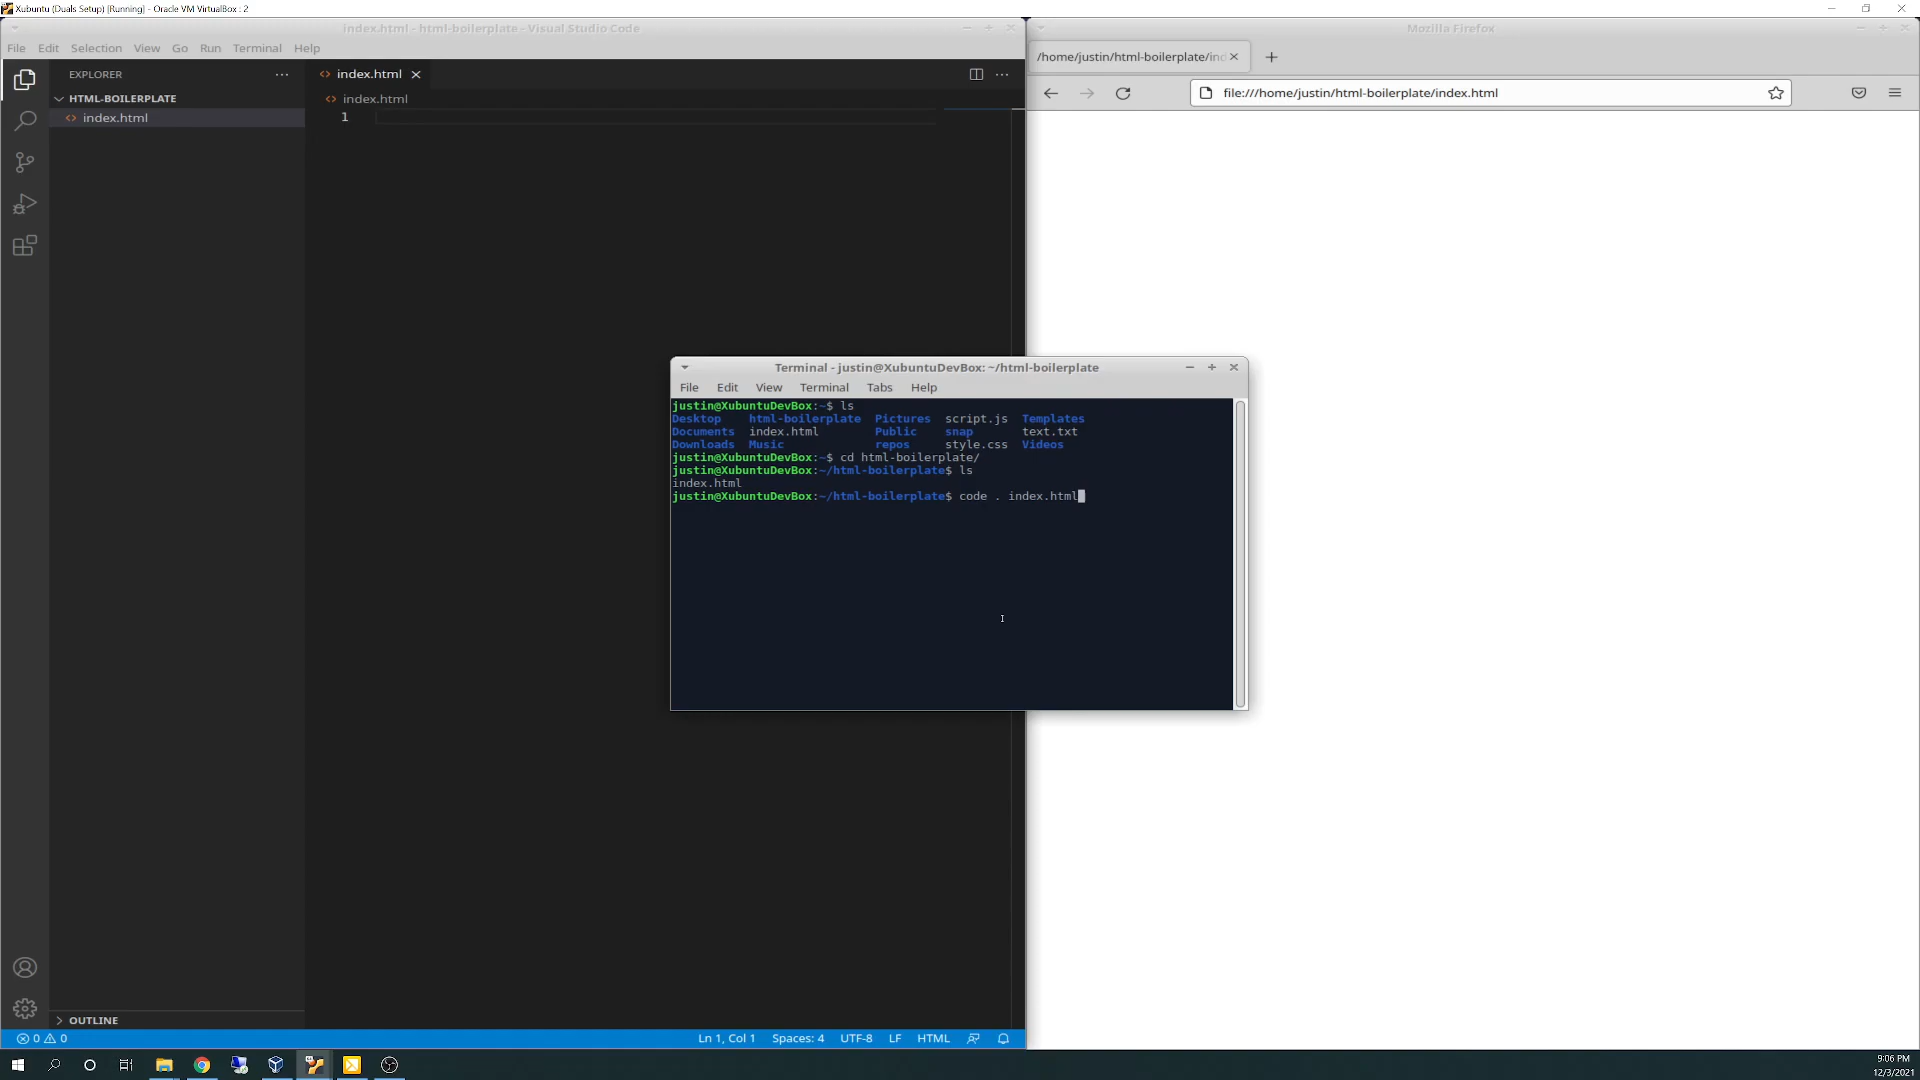 Xubuntu (Duals Setup) [Running] - Oracle VM VirtualBox : 2
index.html - html-boilerplate - Visual Studio Code
File Edit Selection View Go Run Terminal Help
EXPLORER
HTML-BOILERPLATE
index.html
index.html
index.html
1
OUTLINE
0 0
Ln 1, Col 1 Spaces: 4 UTF-8 LF HTML
Mozilla Firefox
/home/justin/html-boilerplate/ind
file:///home/justin/html-boilerplate/index.html
Terminal - justin@XubuntuDevBox: ~/html-boilerplate
File Edit View Terminal Tabs Help
justin@XubuntuDevBox:~$ ls
Desktop html-boilerplate Pictures script.js Templates
Documents index.html Public snap text.txt
Downloads Music repos style.css Videos
justin@XubuntuDevBox:~$ cd html-boilerplate/
justin@XubuntuDevBox:~/html-boilerplate$ ls
index.html
justin@XubuntuDevBox:~/html-boilerplate$ code . index.html
9:06 PM
12/3/2021